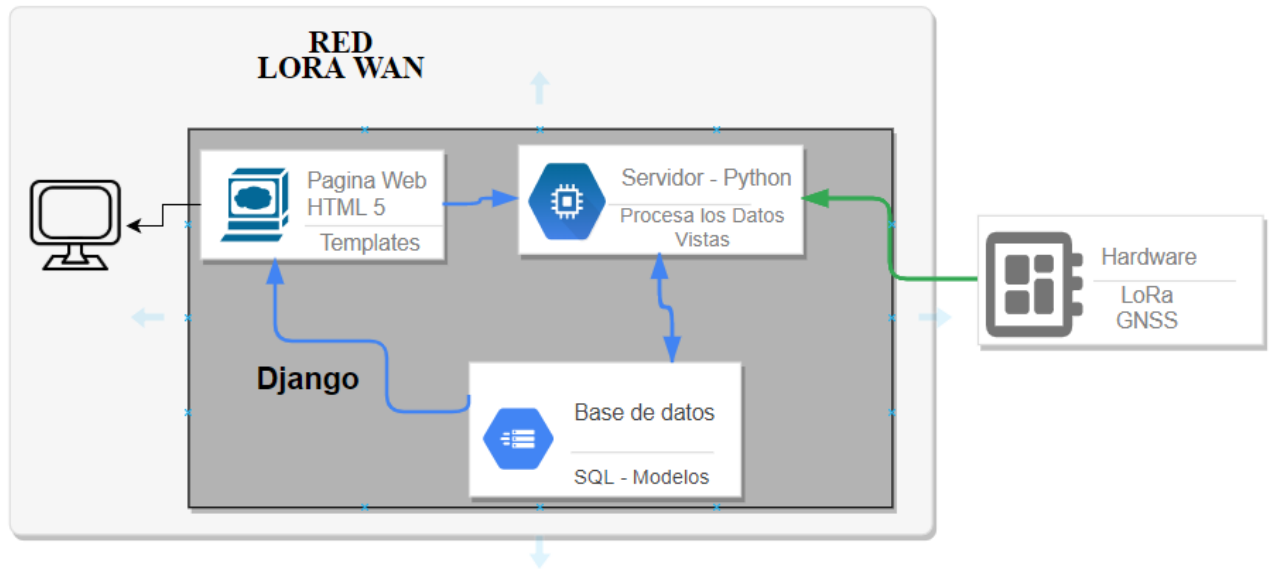 RED
LORA WAN
Pagina Web
HTML 5
Templates
Servidor - Python
Procesa los Datos
Vistas
Hardware
LoRa
GNSS
Django
Base de datos
SQL - Modelos